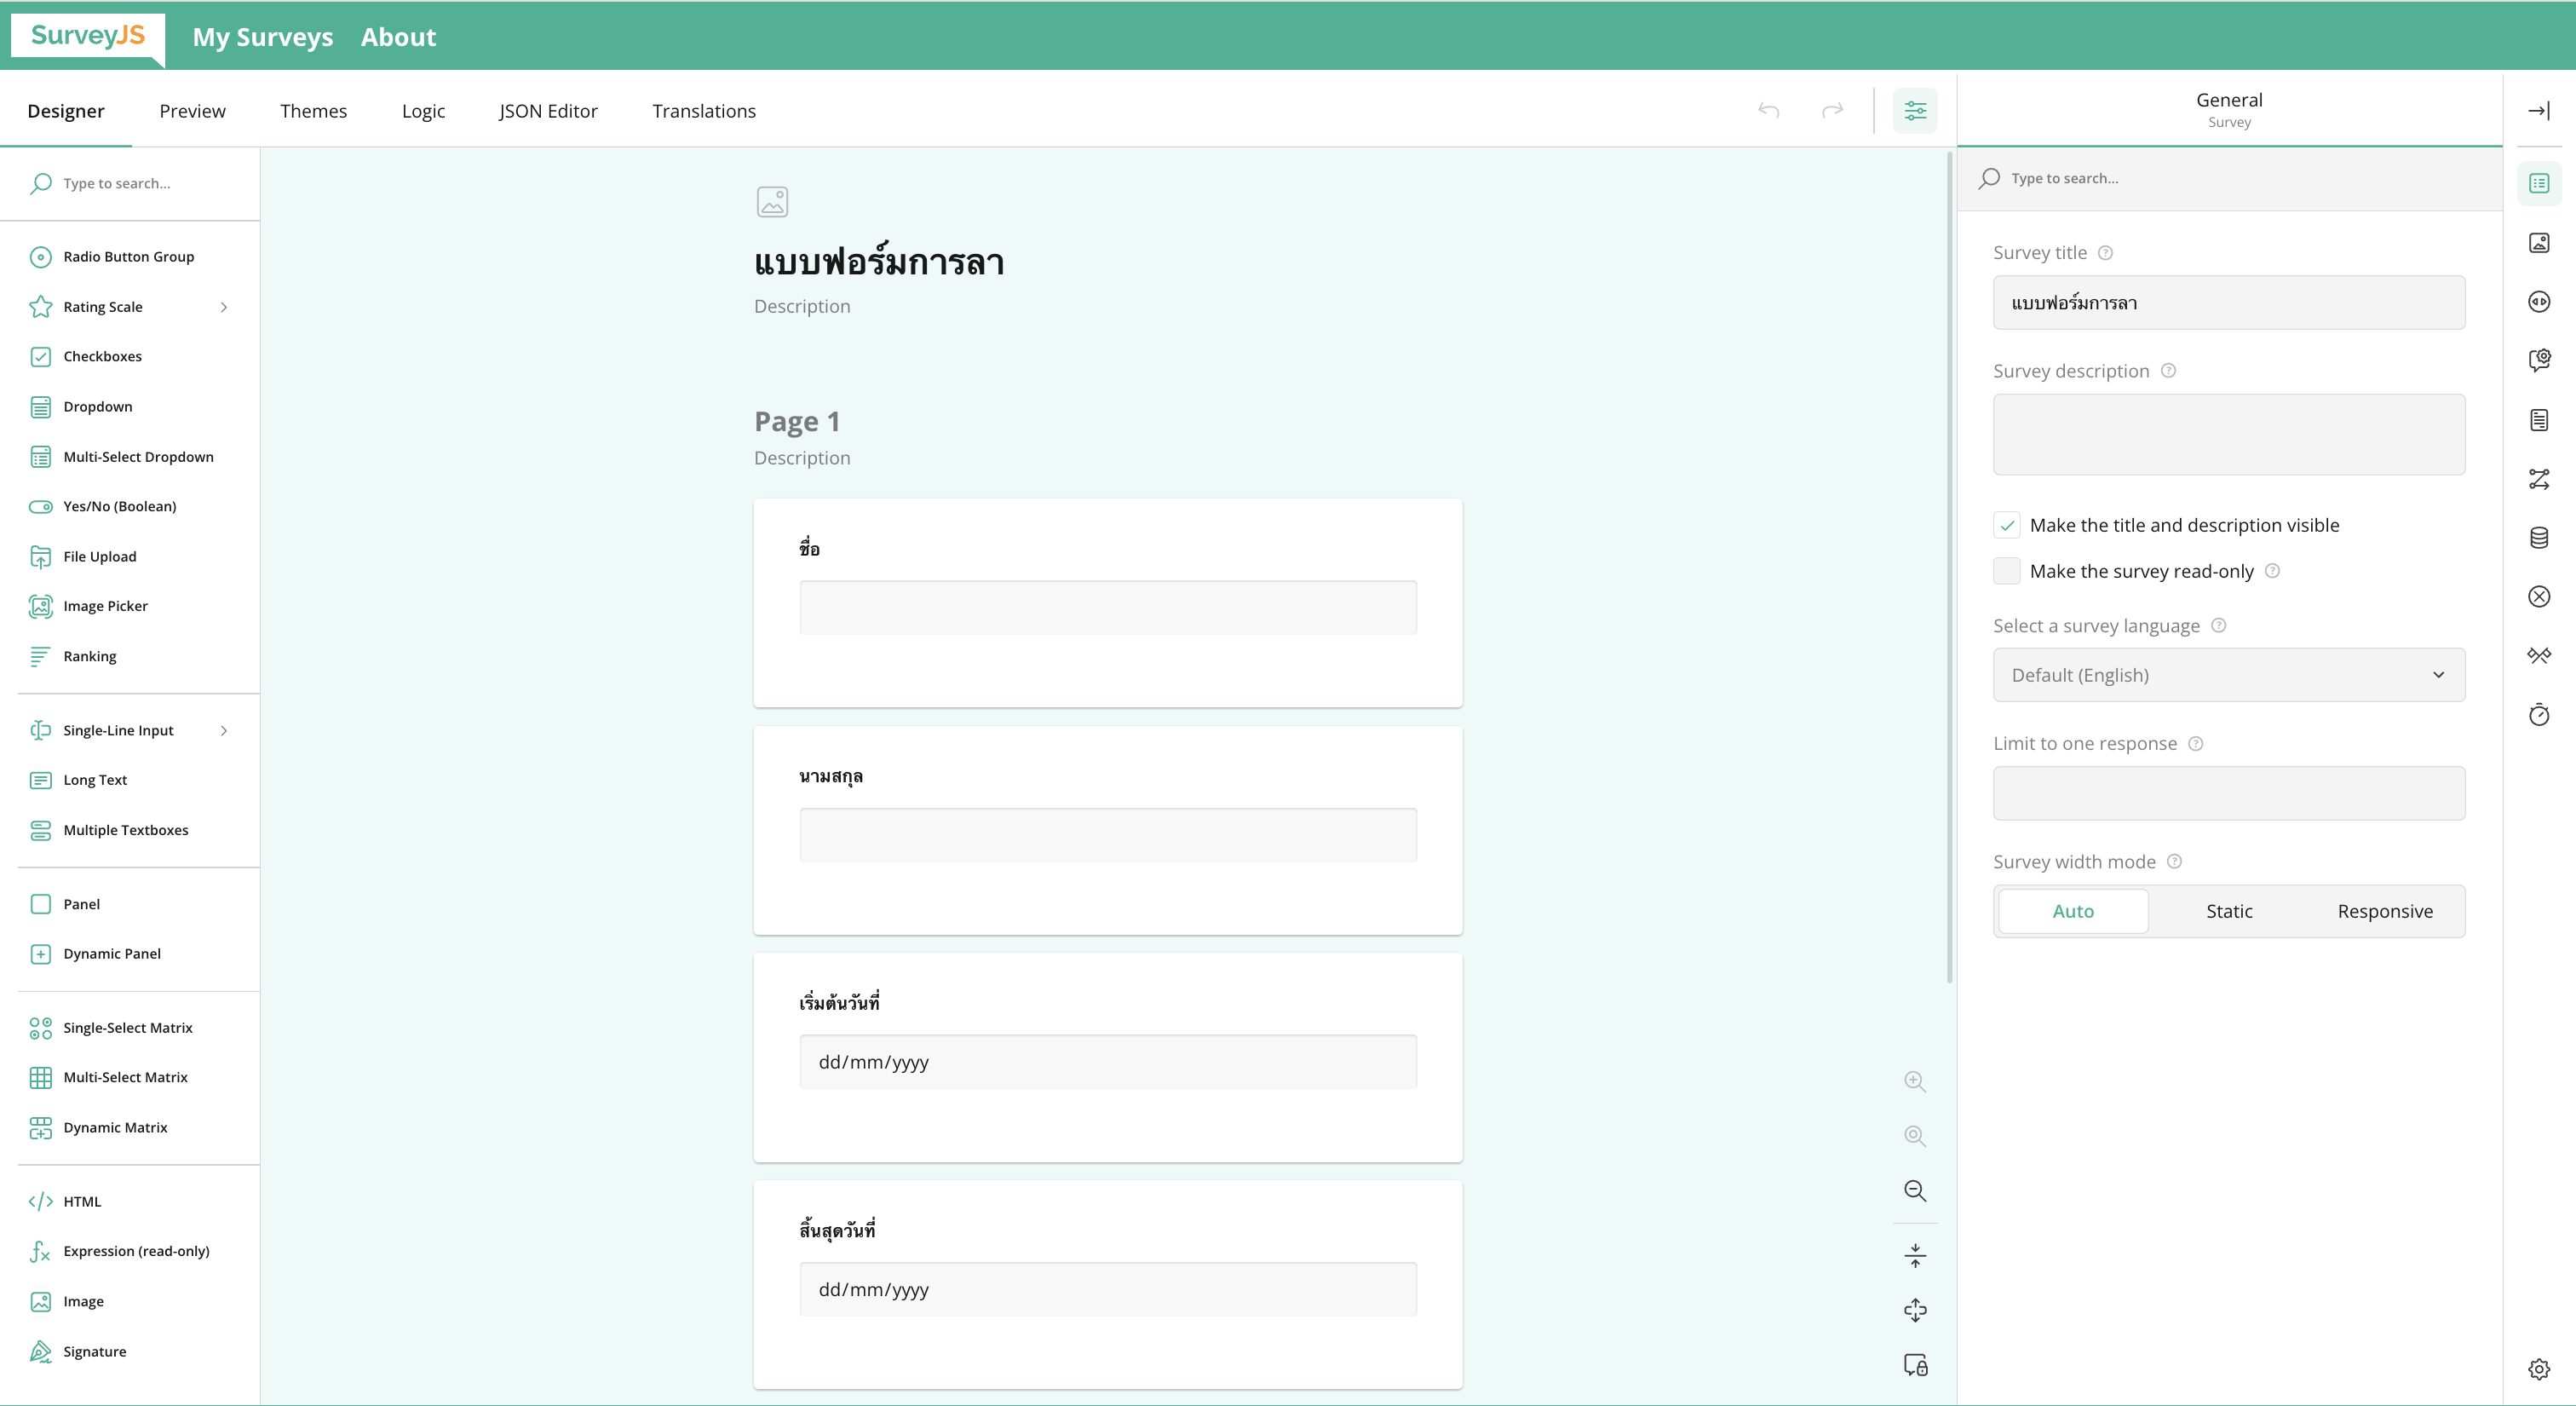 SurveyJS
My Surveys
About
Designer
Preview
Themes
Logic
JSON Editor
Translations
General
Survey
Type to search...
Radio Button Group
Rating Scale
Checkboxes
Dropdown
Multi-Select Dropdown
Yes/No (Boolean)
File Upload
Image Picker
Ranking
Single-Line Input
Long Text
Multiple Textboxes
Panel
Dynamic Panel
Single-Select Matrix
Multi-Select Matrix
Dynamic Matrix
HTML
Expression (read-only)
Image
Signature
แบบฟอร์มการลา
Description
Page 1
Description
ชื่อ
นามสกุล
เริ่มต้นวันที่
dd/mm/yyyy
สิ้นสุดวันที่
dd/mm/yyyy
Type to search...
Survey title
แบบฟอร์มการลา
Survey description
Make the title and description visible
Make the survey read-only
Select a survey language
Default (English)
Limit to one response
Survey width mode
Auto
Static
Responsive